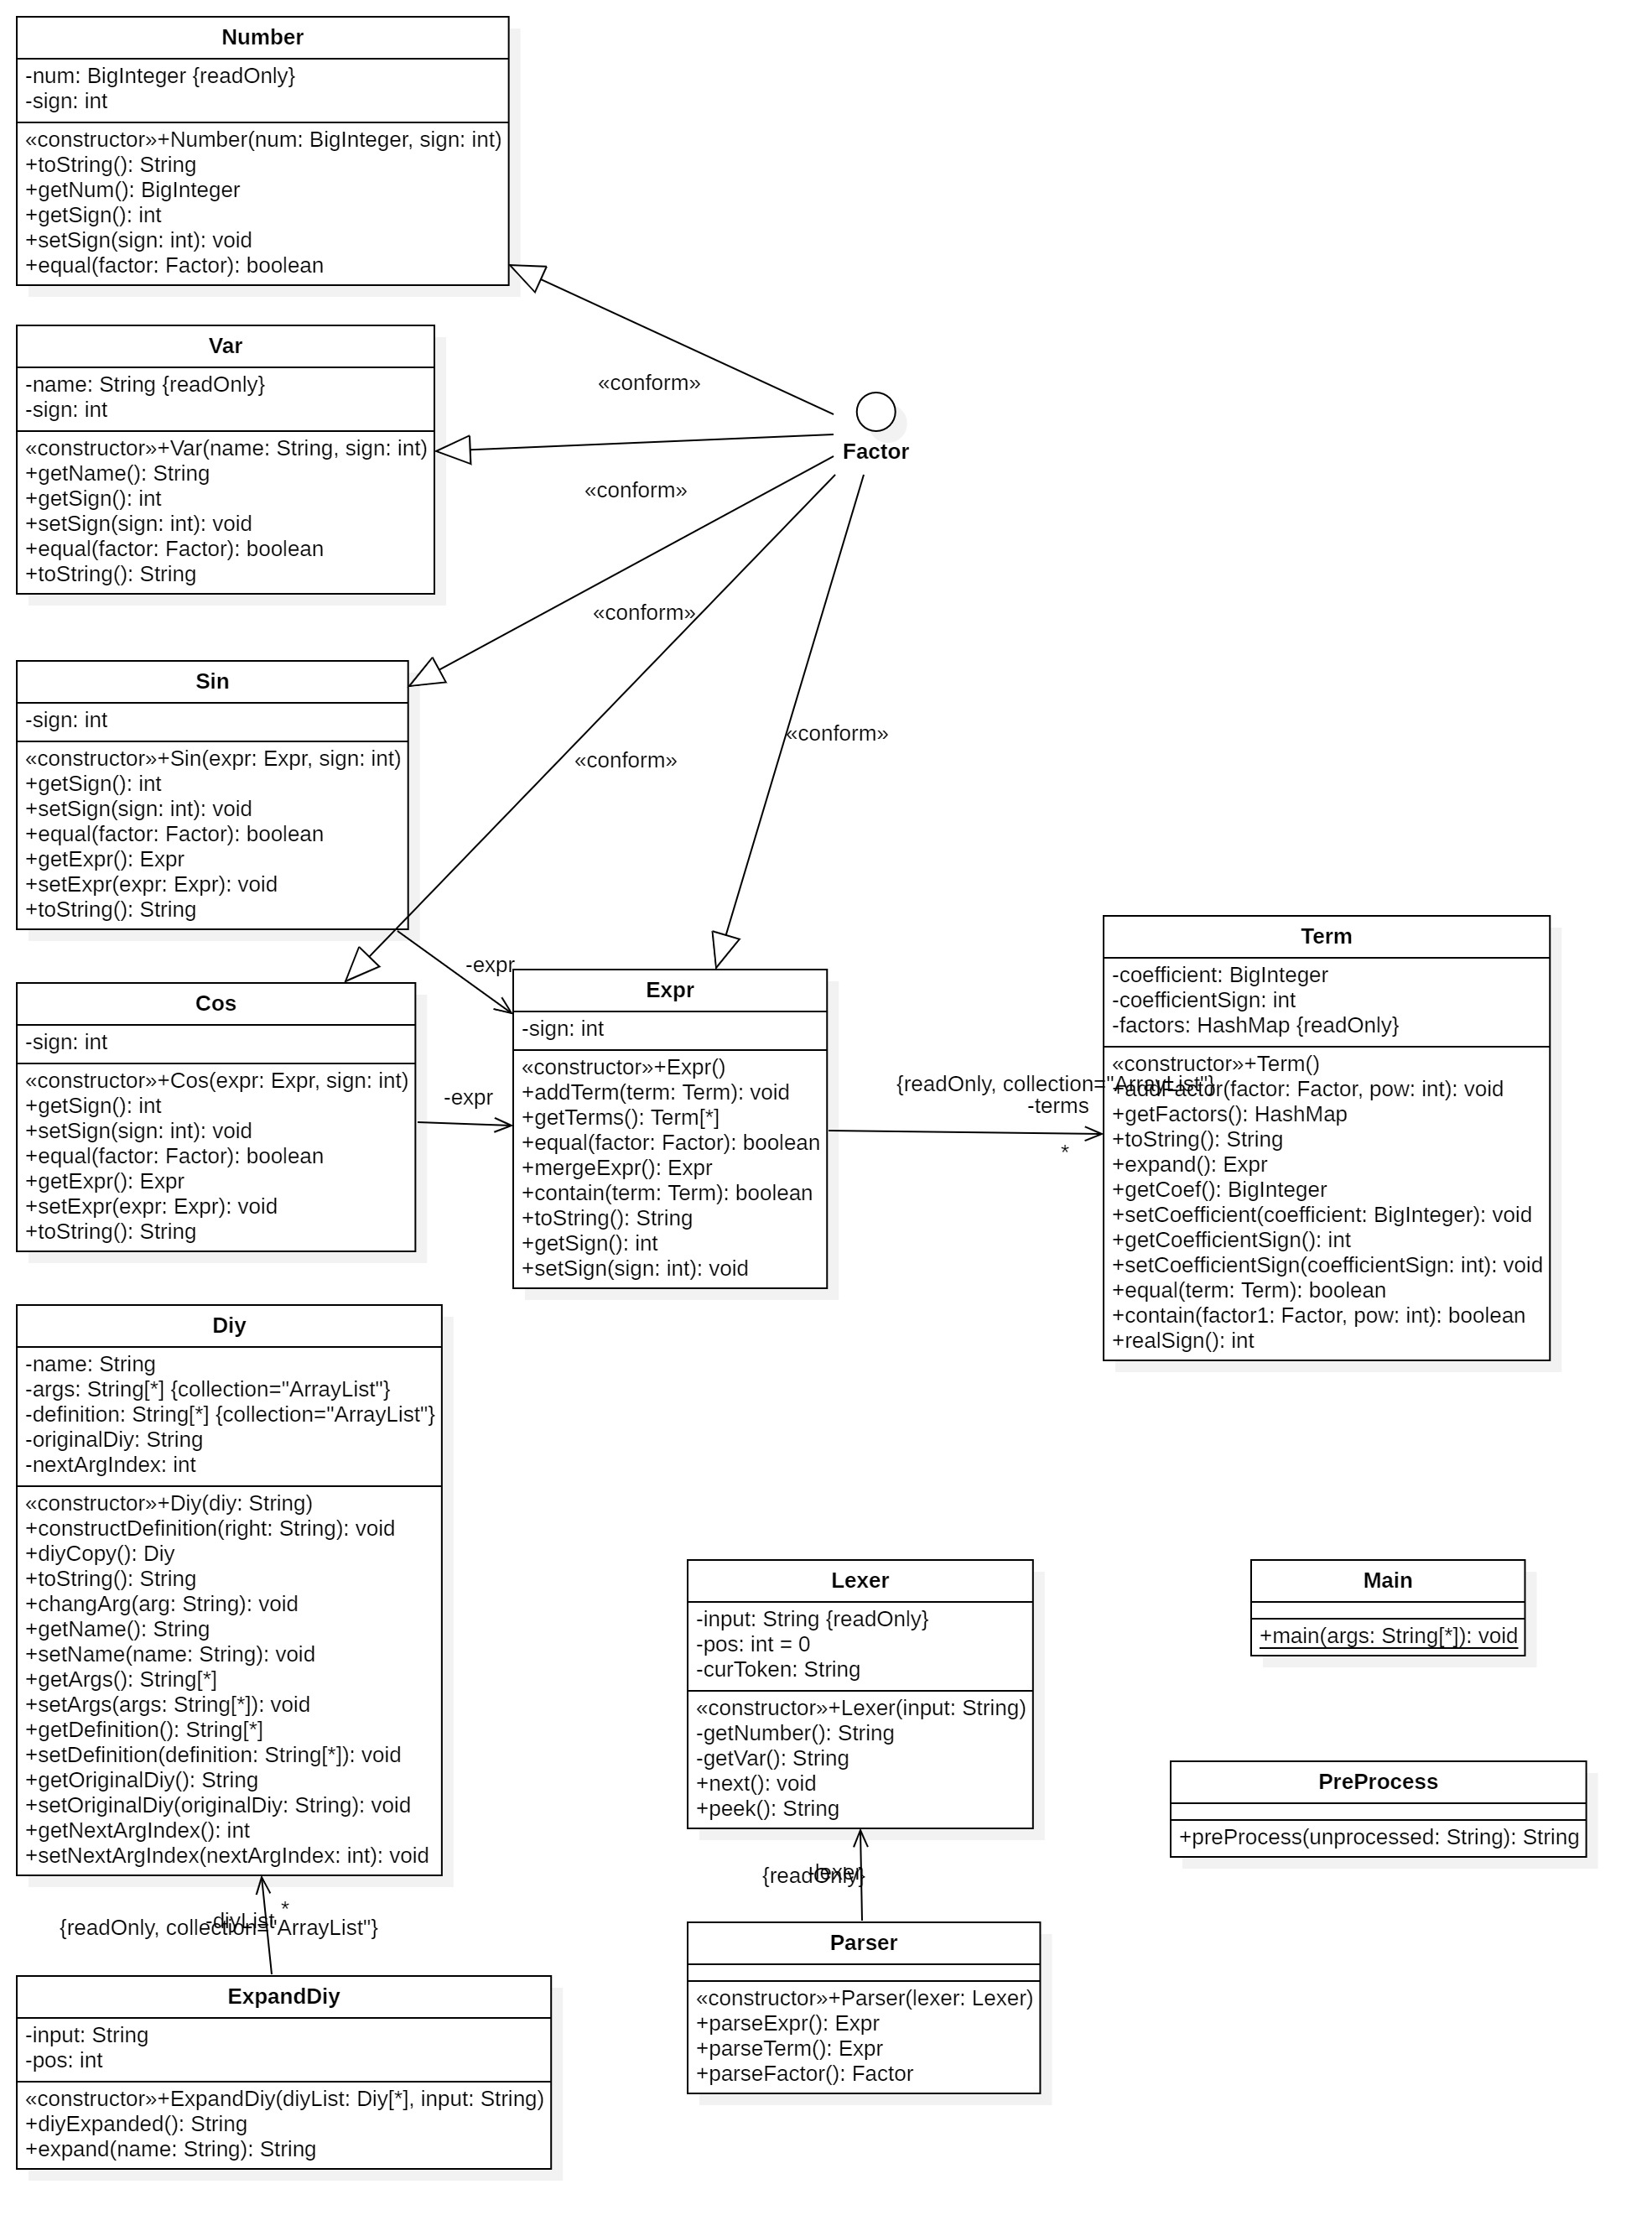 Number
-num: BigInteger {readOnly}
-sign: int
«constructor»+Number(num: BigInteger, sign: int)
+toString(): String
+getNum(): BigInteger
+getSign(): int
+setSign(sign: int): void
+equal(factor: Factor): boolean
«conform»
Var
-name: String {readOnly}
-sign: int
«constructor»+Var(name: String, sign: int)
+getName(): String
+getSign(): int
+setSign(sign: int): void
+equal(factor: Factor): boolean
+toString(): String
Factor
«conform»
«conform»
«conform»
«conform»
Sin
-sign: int
«constructor»+Sin(expr: Expr, sign: int)
+getSign(): int
+setSign(sign: int): void
+equal(factor: Factor): boolean
+getExpr(): Expr
+setExpr(expr: Expr): void
+toString(): String
-expr
Cos
-sign: int
«constructor»+Cos(expr: Expr, sign: int)
+getSign(): int
+setSign(sign: int): void
+equal(factor: Factor): boolean
+getExpr(): Expr
+setExpr(expr: Expr): void
+toString(): String
-expr
Expr
-sign: int
«constructor»+Expr()
+addTerm(term: Term): void
+getTerms(): Term[*]
+equal(factor: Factor): boolean
+mergeExpr(): Expr
+contain(term: Term): boolean
+toString(): String
+getSign(): int
+setSign(sign: int): void
{readOnly, collection="ArrayList"}
-terms
*
Term
-coefficient: BigInteger
-coefficientSign: int
-factors: HashMap {readOnly}
«constructor»+Term()
+addFactor(factor: Factor, pow: int): void
+getFactors(): HashMap
+toString(): String
+expand(): Expr
+getCoef(): BigInteger
+setCoefficient(coefficient: BigInteger): void
+getCoefficientSign(): int
+setCoefficientSign(coefficientSign: int): void
+equal(term: Term): boolean
+contain(factor1: Factor, pow: int): boolean
+realSign(): int
Diy
-name: String
-args: String[*] {collection="ArrayList"}
-definition: String[*] {collection="ArrayList"}
-originalDiy: String
-nextArgIndex: int
«constructor»+Diy(diy: String)
+constructDefinition(right: String): void
+diyCopy(): Diy
+toString(): String
+changArg(arg: String): void
+getName(): String
+setName(name: String): void
+getArgs(): String[*]
+setArgs(args: String[*]): void
+getDefinition(): String[*]
+setDefinition(definition: String[*]): void
+getOriginalDiy(): String
+setOriginalDiy(originalDiy: String): void
+getNextArgIndex(): int
+setNextArgIndex(nextArgIndex: int): void
*
-diyList
{readOnly, collection="ArrayList"}
ExpandDiy
-input: String
-pos: int
«constructor»+ExpandDiy(diyList: Diy[*], input: String)
+diyExpanded(): String
+expand(name: String): String
Lexer
-input: String {readOnly}
-pos: int = 0
-curToken: String
«constructor»+Lexer(input: String)
-getNumber(): String
-getVar(): String
+next(): void
+peek(): String
-lexer
{readOnly}
Parser
«constructor»+Parser(lexer: Lexer)
+parseExpr(): Expr
+parseTerm(): Expr
+parseFactor(): Factor
Main
+main(args: String[*]): void
PreProcess
+preProcess(unprocessed: String): String